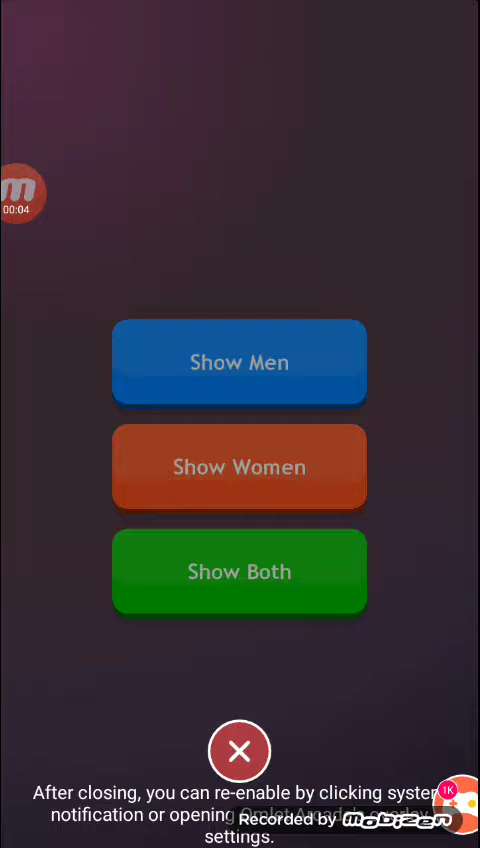 m
00:04
Show Men
Show Women
Show Both
1K
After closing, you can re-enable by clicking system
notification or opening Omlet Arcade's overlay
settings.
Recorded by mobizen